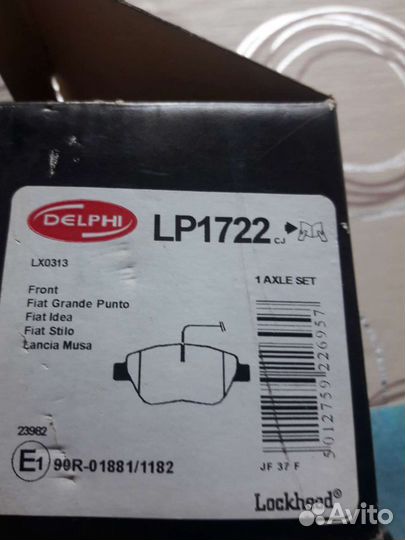 DELPHI
LP1722 CJ
LX0313
1 AXLE SET
Front
Fiat Grande Punto
Fiat Idea
Fiat Stilo
Lancia Musa
5012759226957
23982
E1 90R-01881/1182
JF 37 F
Lockheed®
Avito